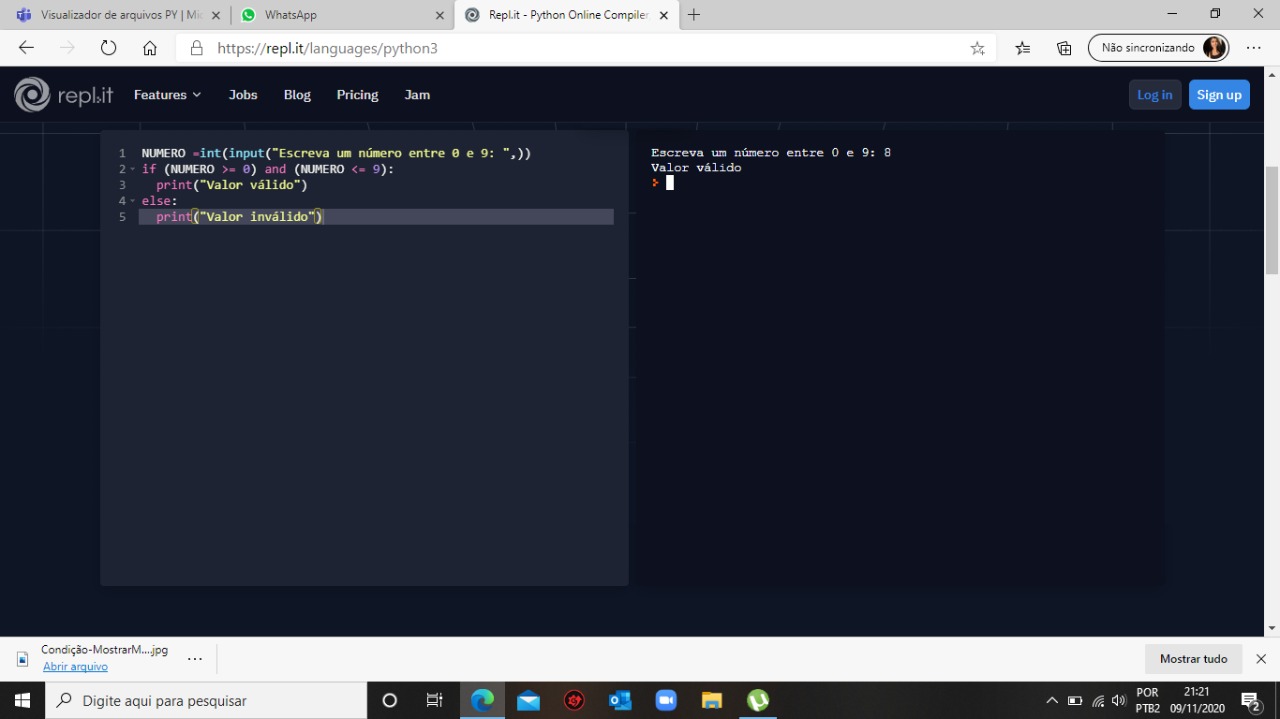 Visualizador de arquivos PY | Mic
WhatsApp
Repl.it - Python Online Compiler
https://repl.it/languages/python3
Não sincronizando
repl.it
Features
Jobs
Blog
Pricing
Jam
Log in
Sign up
1 NUMERO =int(input("Escreva um número entre 0 e 9: ",))
2 if (NUMERO >= 0) and (NUMERO <= 9):
3 print("Valor válido")
4 else:
5 print("Valor inválido")
Escreva um número entre 0 e 9: 8
Valor válido
Condição-MostrarM....jpg
Abrir arquivo
Mostrar tudo
Digite aqui para pesquisar
POR
PTB2
21:21
09/11/2020
2